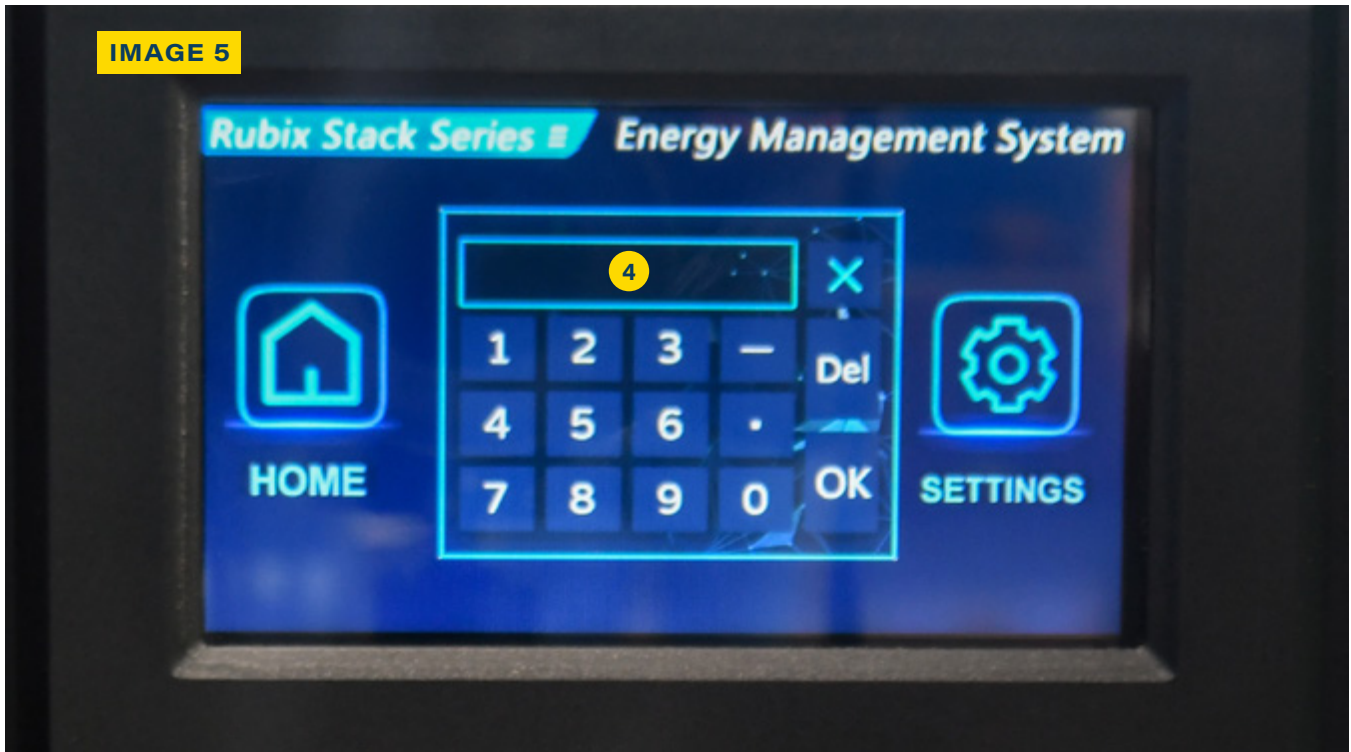 IMAGE 5
Rubix Stack Series ≡ Energy Management System
4
×
1 2 3 —
Del
4 5 6 .
OK
7 8 9 0
HOME
SETTINGS